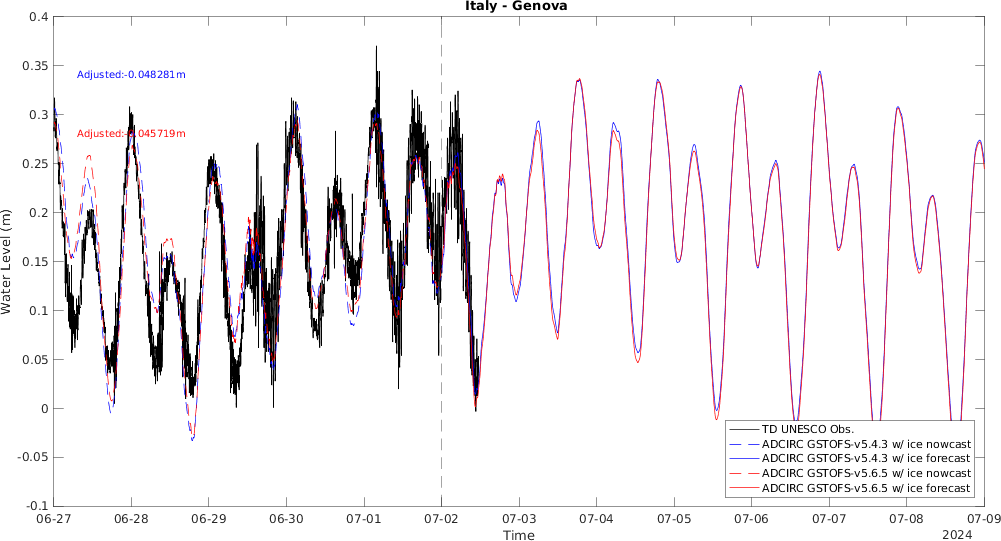 Italy - Genova
0.4
0.35
0.3
0.25
0.2
0.15
0.1
0.05
0
-0.05
-0.1
Water Level (m)
Adjusted:-0.048281m
Adjusted:-0.045719m
TD UNESCO Obs.
ADCIRC GSTOFS-v5.4.3 w/ ice nowcast
ADCIRC GSTOFS-v5.4.3 w/ ice forecast
ADCIRC GSTOFS-v5.6.5 w/ ice nowcast
ADCIRC GSTOFS-v5.6.5 w/ ice forecast
06-27 06-28 06-29 06-30 07-01 07-02 07-03 07-04 07-05 07-06 07-07 07-08 07-09
Time
2024